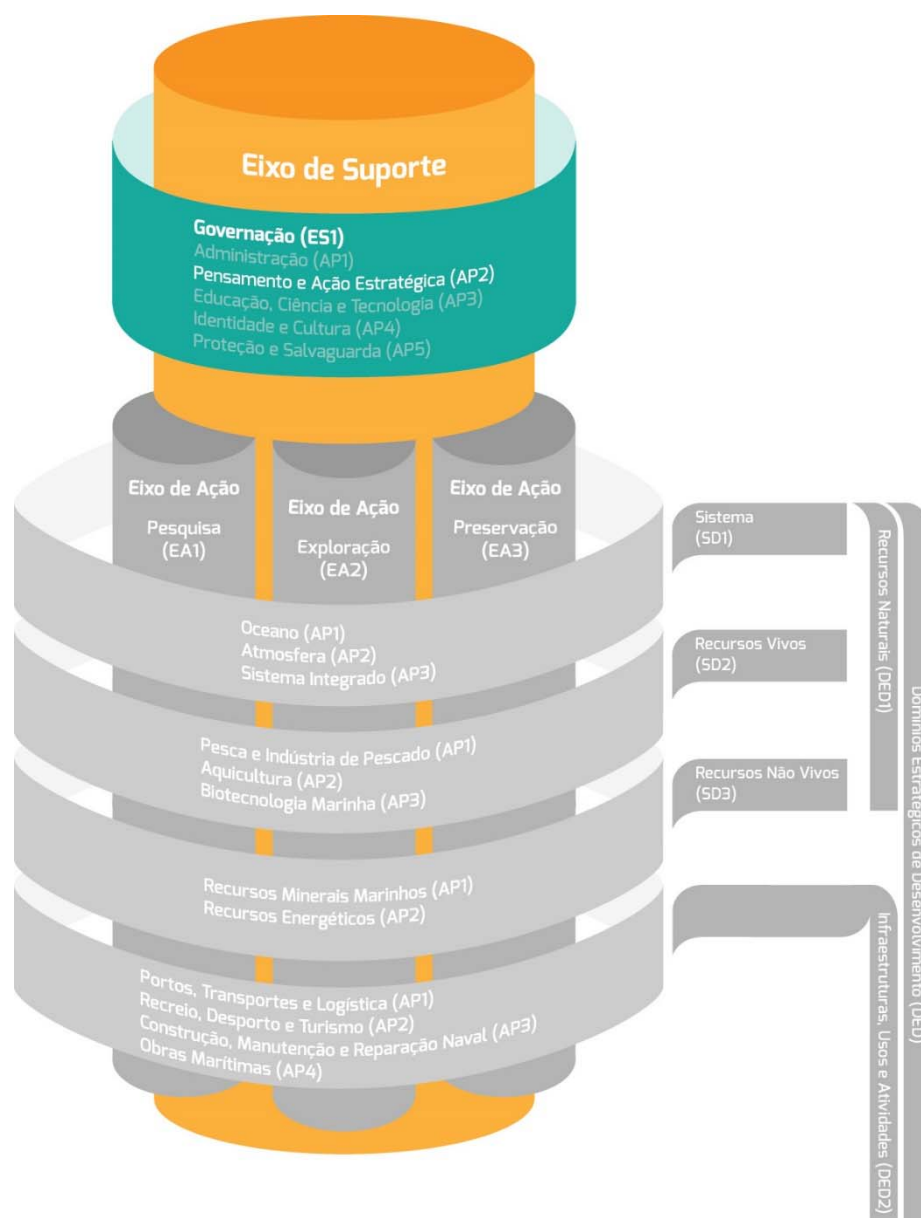 Eixo de Suporte
Governação (ES1)
Administração (AP1)
Pensamento e Ação Estratégica (AP2)
Educação, Ciência e Tecnologia (AP3)
Identidade e Cultura (AP4)
Proteção e Salvaguarda (AP5)
Eixo de Ação
Pesquisa
(EA1)
Eixo de Ação
Exploração
(EA2)
Eixo de Ação
Preservação
(EA3)
Oceano (AP1)
Atmosfera (AP2)
Sistema Integrado (AP3)
Pesca e Indústria de Pescado (AP1)
Aquicultura (AP2)
Biotecnologia Marinha (AP3)
Recursos Minerais Marinhos (AP1)
Recursos Energéticos (AP2)
Portos, Transportes e Logística (AP1)
Recreio, Desporto e Turismo (AP2)
Construção, Manutenção e Reparação Naval (AP3)
Obras Marítimas (AP4)
Sistema
(SD1)
Recursos Vivos
(SD2)
Recursos Não Vivos
(SD3)
Recursos Naturais (DED1)
Infraestruturas, Usos e Atividades (DED2)
Domínios Estratégicos de Desenvolvimento (DED)